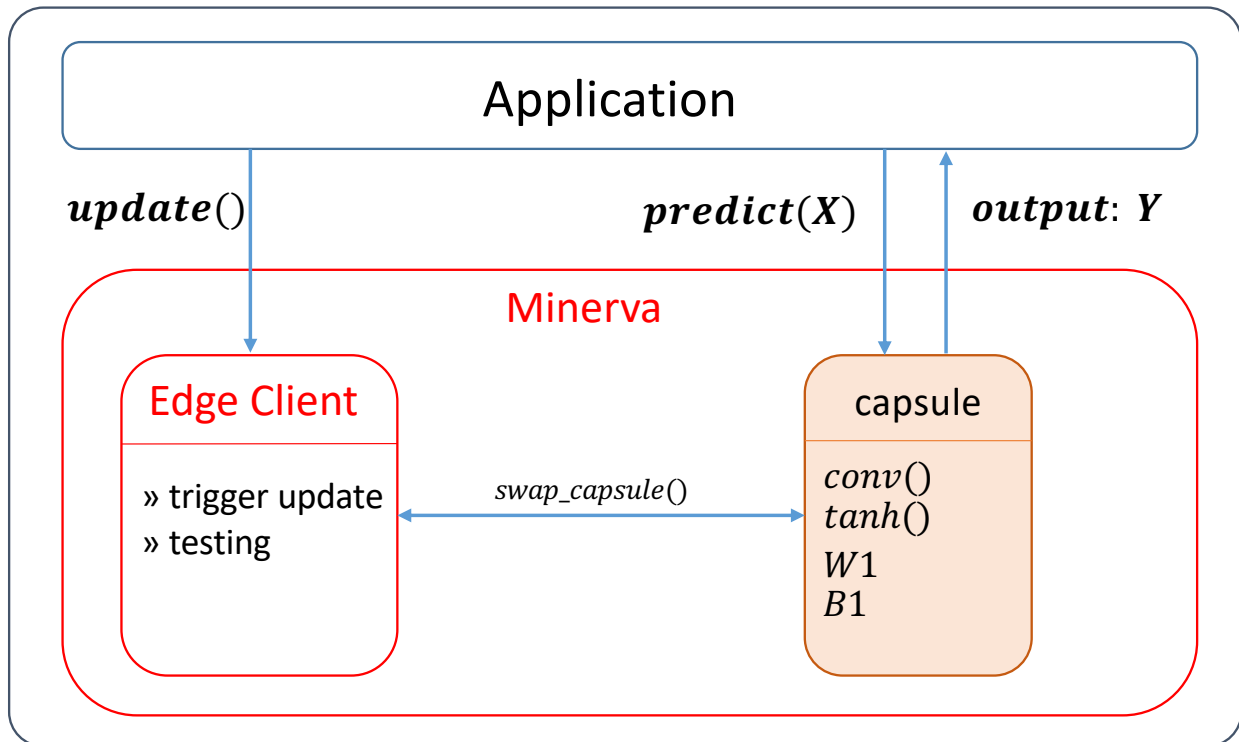 Application
update()
predict(X)
output: Y
Minerva
Edge Client
» trigger update
» testing
swap_capsule()
capsule
conv()
tanh()
W1
B1